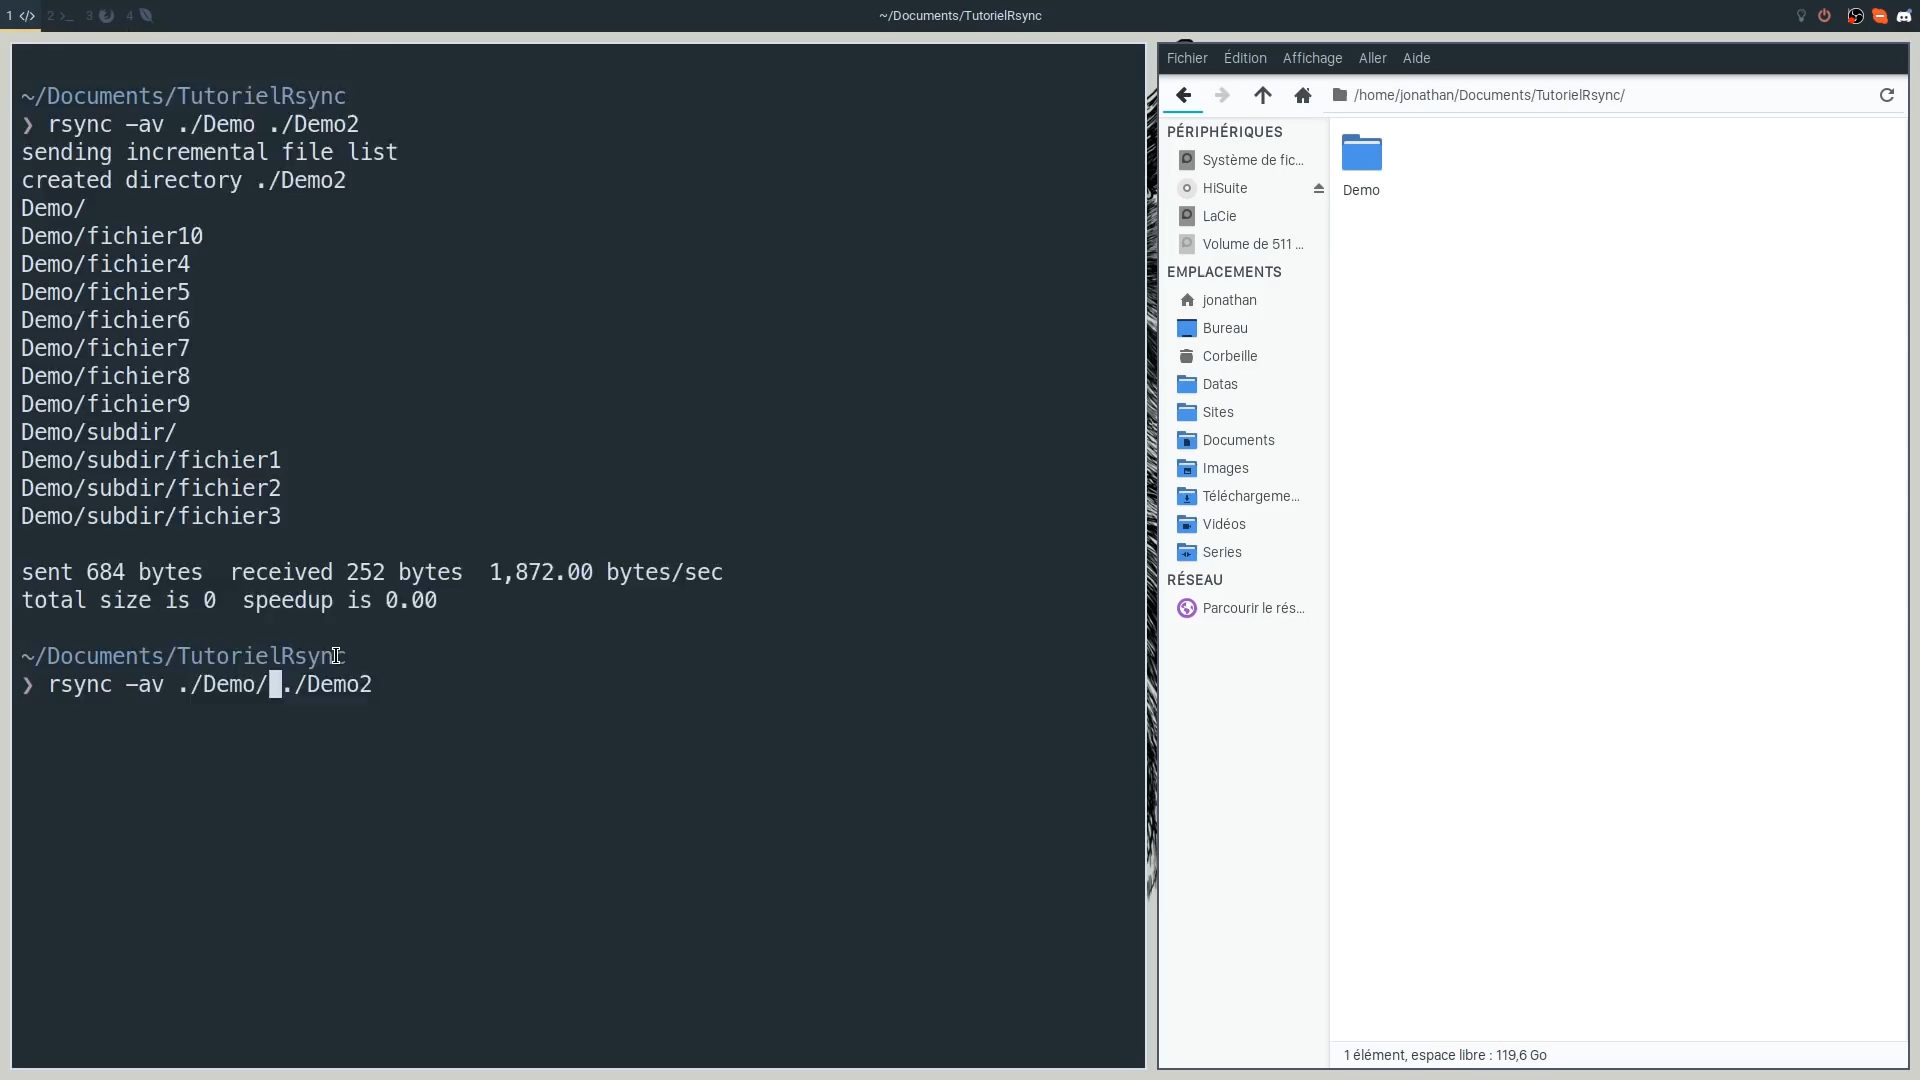 1 </> 2 >_ 3 4
~/Documents/TutorielRsync
~/Documents/TutorielRsync
❯ rsync -av ./Demo ./Demo2
sending incremental file list
created directory ./Demo2
Demo/
Demo/fichier10
Demo/fichier4
Demo/fichier5
Demo/fichier6
Demo/fichier7
Demo/fichier8
Demo/fichier9
Demo/subdir/
Demo/subdir/fichier1
Demo/subdir/fichier2
Demo/subdir/fichier3
sent 684 bytes  received 252 bytes  1,872.00 bytes/sec
total size is 0  speedup is 0.00
~/Documents/TutorielRsync
❯ rsync -av ./Demo/ ./Demo2
Fichier Édition Affichage Aller Aide
/home/jonathan/Documents/TutorielRsync/
PÉRIPHÉRIQUES
Système de fic...
HiSuite
LaCie
Volume de 511 ...
EMPLACEMENTS
jonathan
Bureau
Corbeille
Datas
Sites
Documents
Images
Téléchargeme...
Vidéos
Series
RÉSEAU
Parcourir le rés...
Demo
1 élément, espace libre : 119,6 Go